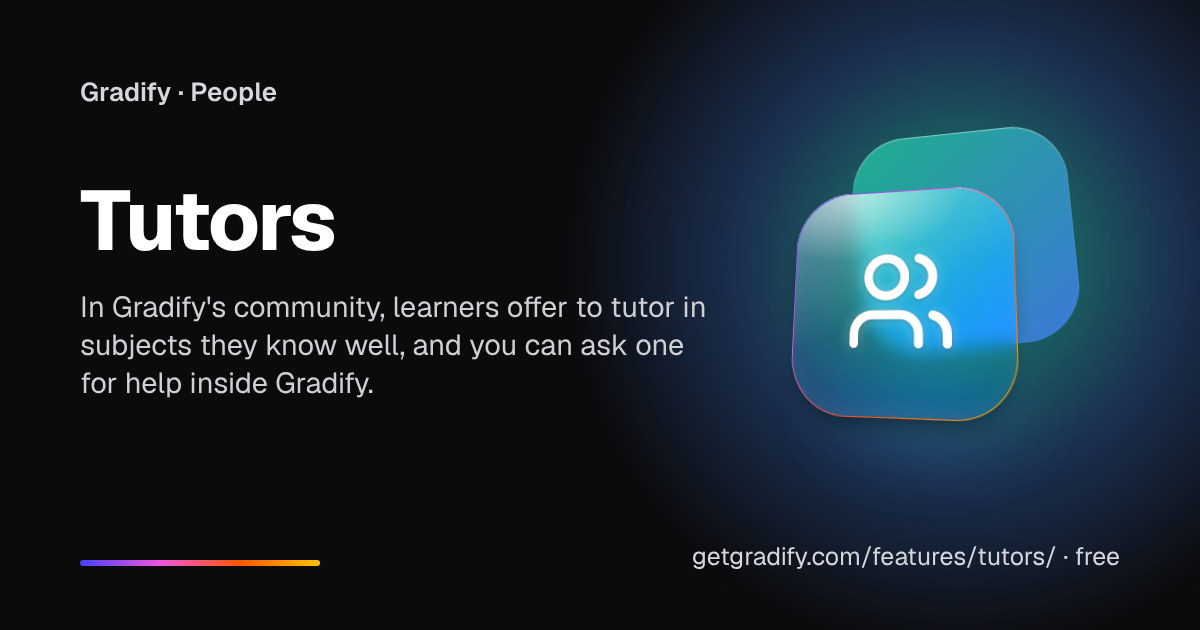 Gradify · People
Tutors
In Gradify's community, learners offer to tutor in
subjects they know well, and you can ask one
for help inside Gradify.
getgradify.com/features/tutors/ · free